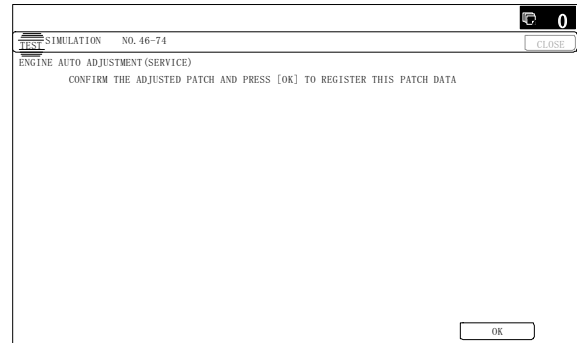 0
TEST SIMULATION NO.46-74
CLOSE
ENGINE AUTO ADJUSTMENT(SERVICE)
CONFIRM THE ADJUSTED PATCH AND PRESS [OK] TO REGISTER THIS PATCH DATA
OK